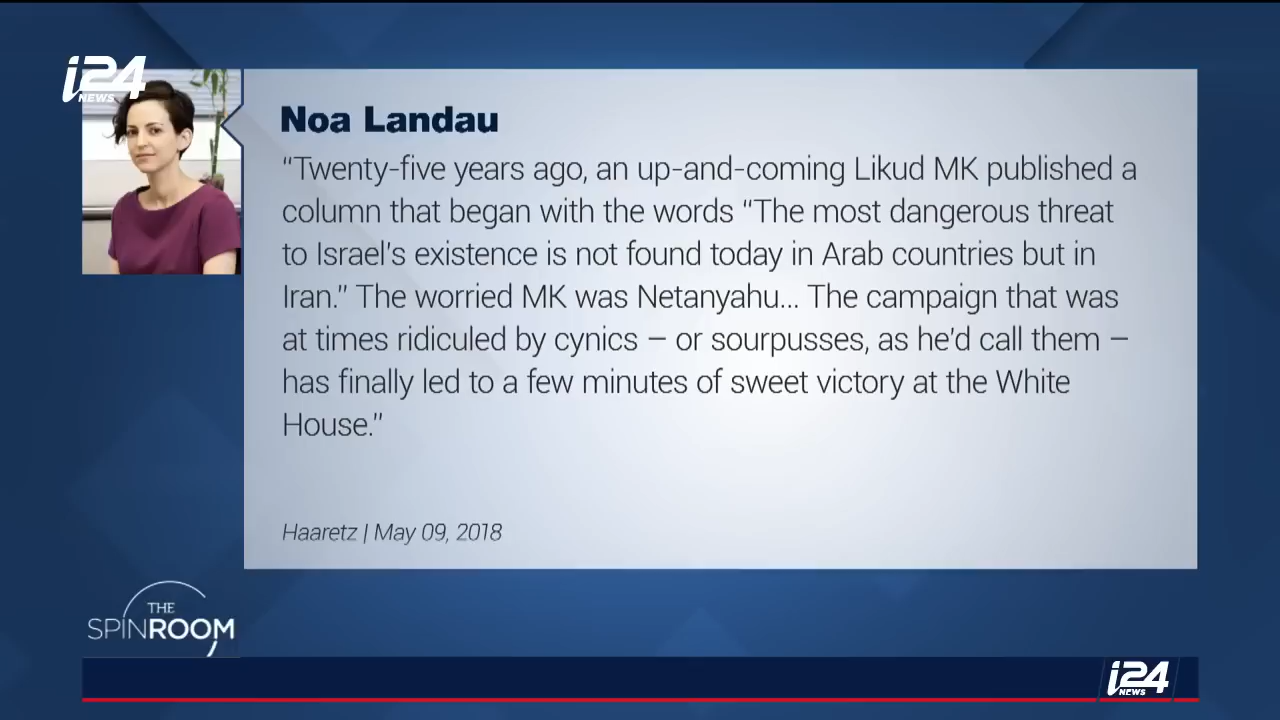 i24
NEWS
Noa Landau
“Twenty-five years ago, an up-and-coming Likud MK published a
column that began with the words “The most dangerous threat
to Israel’s existence is not found today in Arab countries but in
Iran.” The worried MK was Netanyahu... The campaign that was
at times ridiculed by cynics – or sourpusses, as he’d call them –
has finally led to a few minutes of sweet victory at the White
House.”
Haaretz | May 09, 2018
THE
SPINROOM
i24
NEWS